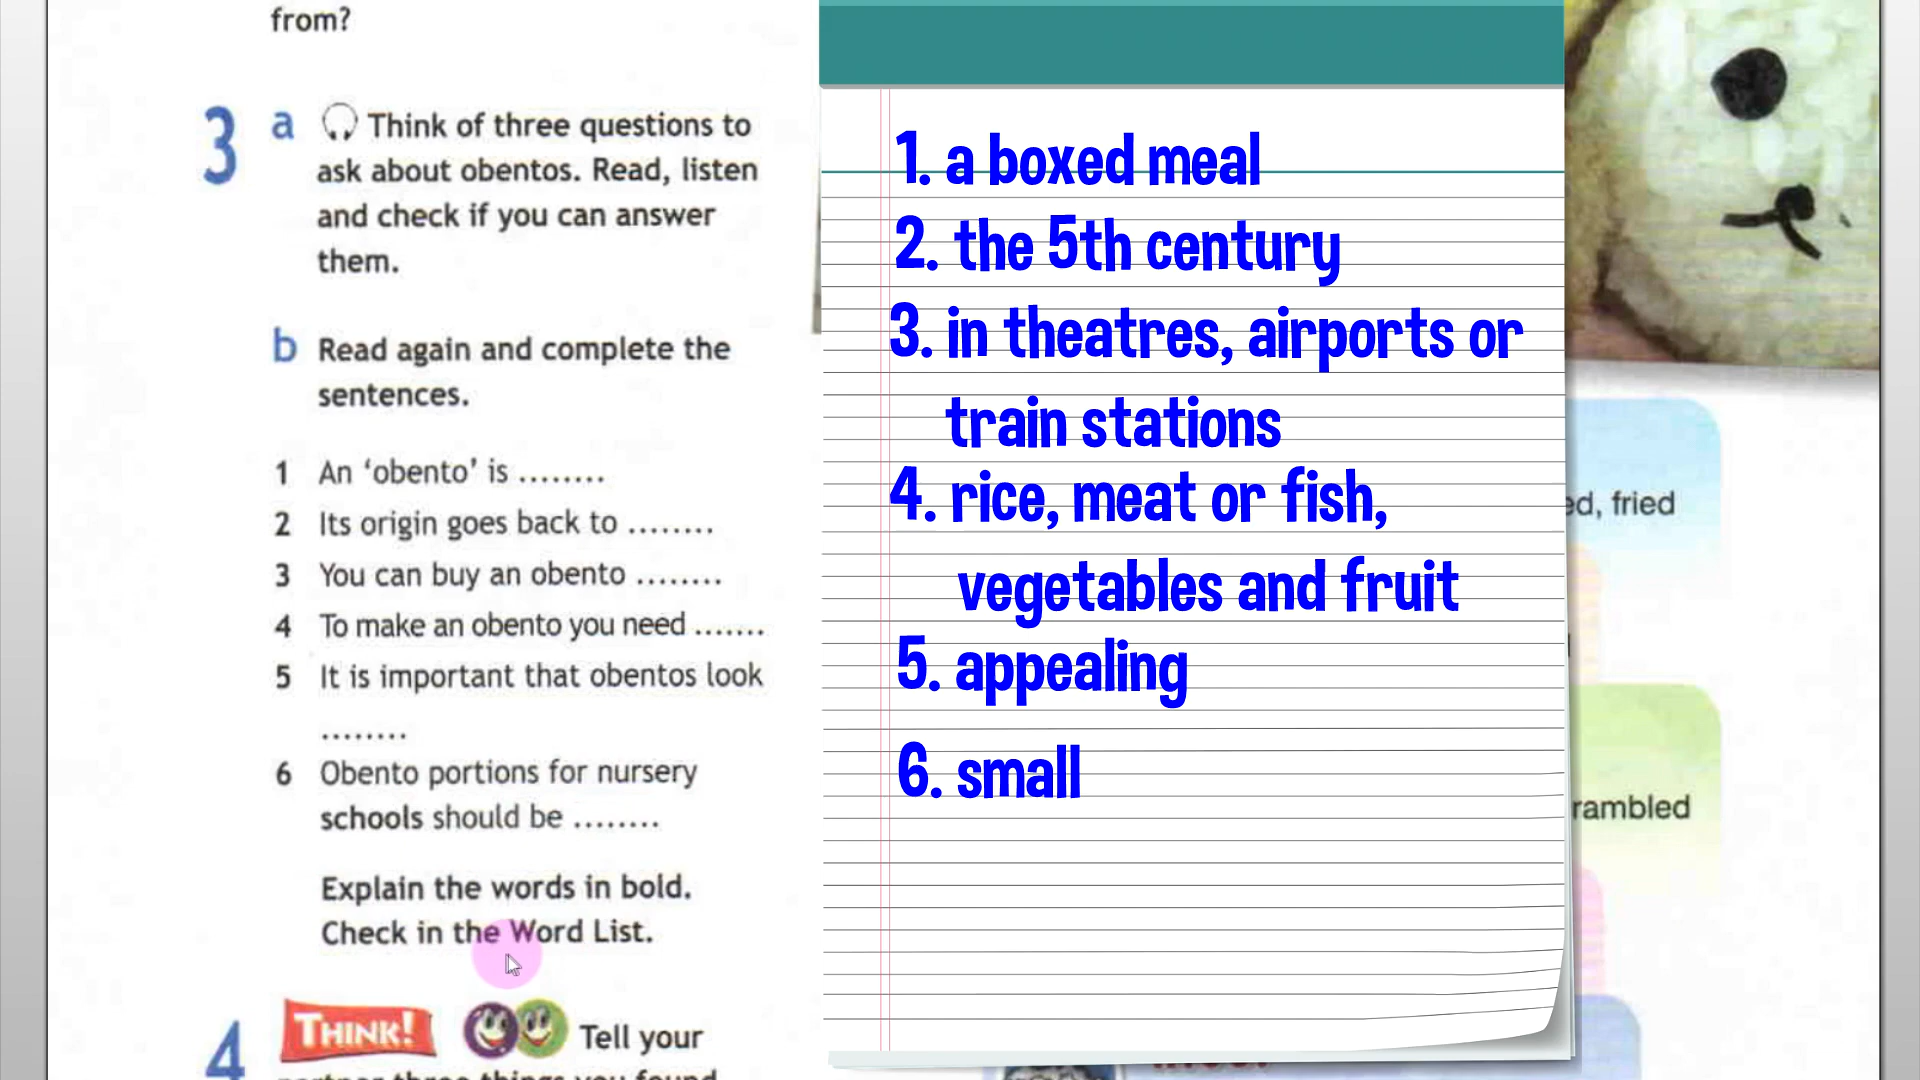 from?
3 a Think of three questions to
ask about obentos. Read, listen
and check if you can answer
them.
b Read again and complete the
sentences.
1 An ‘obento’ is ........
2 Its origin goes back to ........
3 You can buy an obento ........
4 To make an obento you need .......
5 It is important that obentos look
........
6 Obento portions for nursery
schools should be ........
Explain the words in bold.
Check in the Word List.
4 THINK! Tell your
partner three things you found
1. a boxed meal
2. the 5th century
3. in theatres, airports or
train stations
4. rice, meat or fish,
vegetables and fruit
5. appealing
6. small
fried